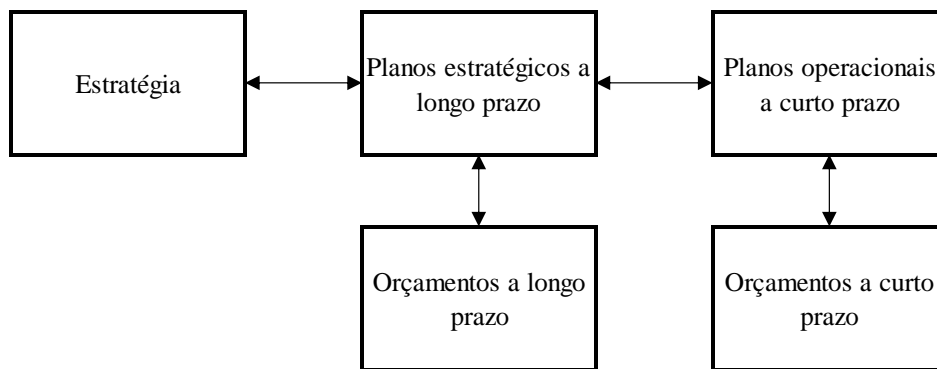 Estratégia
Planos estratégicos a
longo prazo
Planos operacionais
a curto prazo
Orçamentos a longo
prazo
Orçamentos a curto
prazo